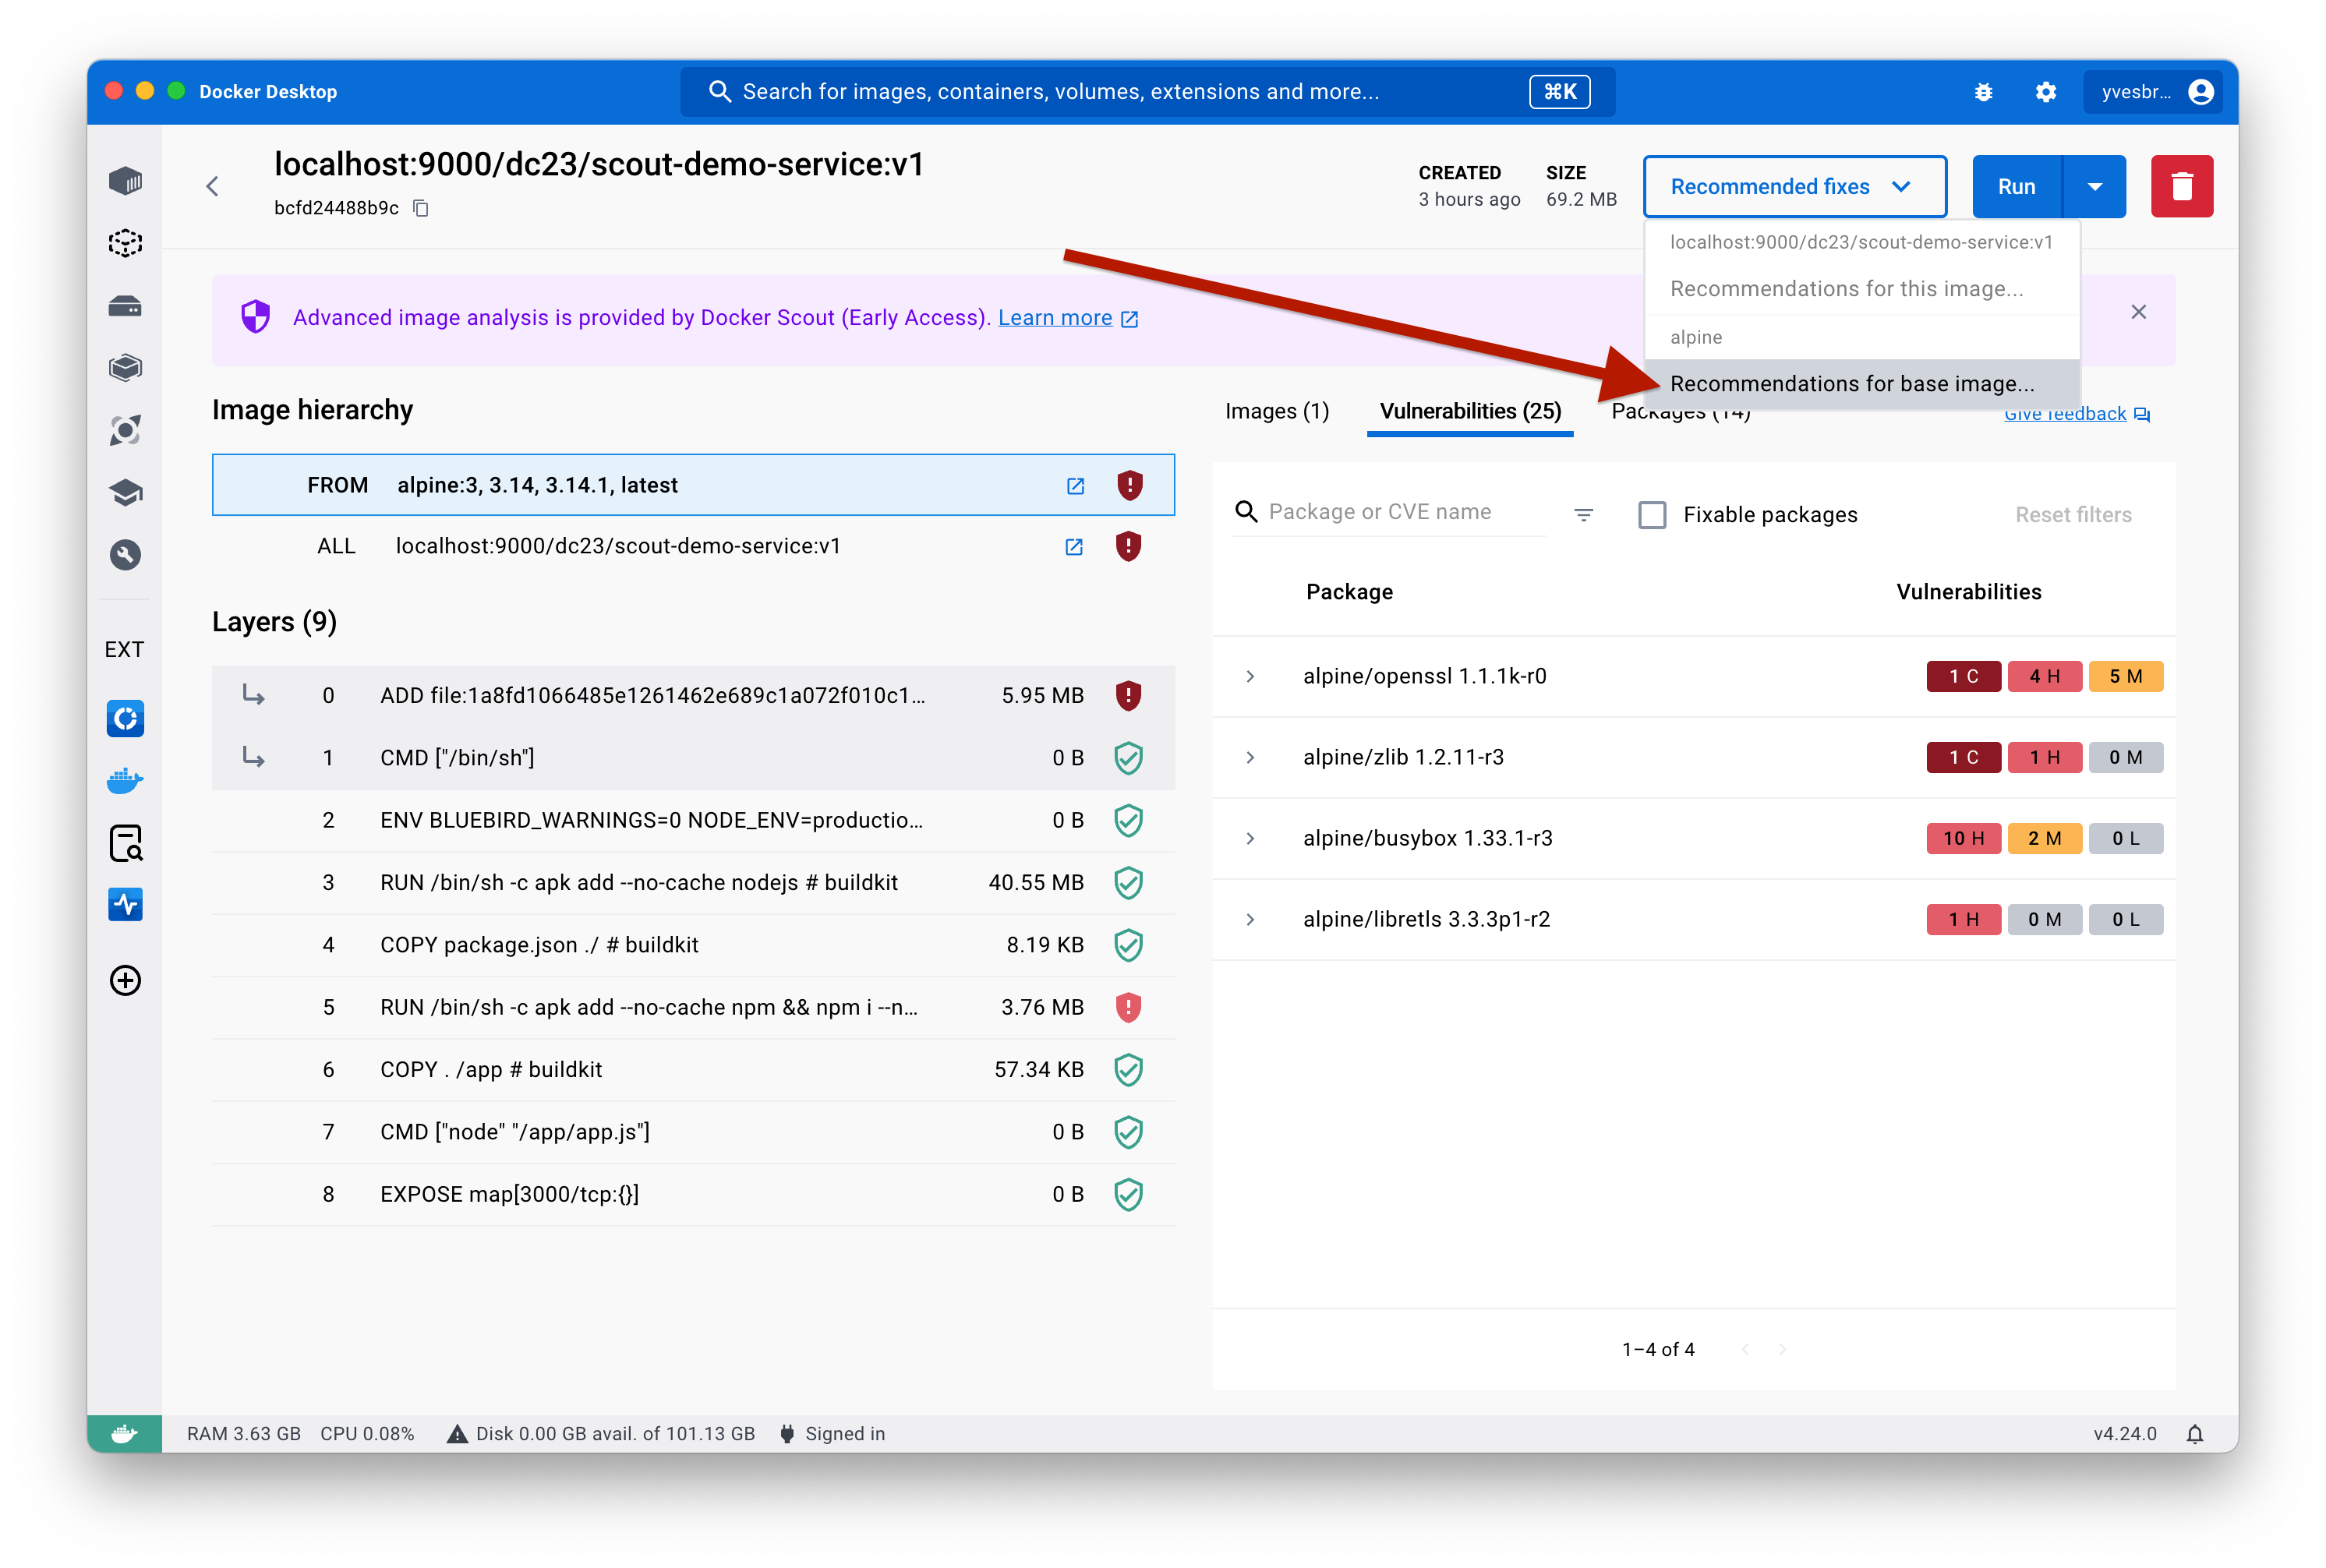 Docker Desktop
Search for images, containers, volumes, extensions and more...
⌘K
yvesbr...
localhost:9000/dc23/scout-demo-service:v1
bcfd24488b9c
CREATED
3 hours ago
SIZE
69.2 MB
Recommended fixes
Run
localhost:9000/dc23/scout-demo-service:v1
Recommendations for this image...
alpine
Recommendations for base image...
Advanced image analysis is provided by Docker Scout (Early Access). Learn more
Image hierarchy
FROM alpine:3, 3.14, 3.14.1, latest
ALL localhost:9000/dc23/scout-demo-service:v1
Layers (9)
0 ADD file:1a8fd1066485e1261462e689c1a072f010c1... 5.95 MB
1 CMD ["/bin/sh"] 0 B
2 ENV BLUEBIRD_WARNINGS=0 NODE_ENV=productio... 0 B
3 RUN /bin/sh -c apk add --no-cache nodejs # buildkit 40.55 MB
4 COPY package.json ./ # buildkit 8.19 KB
5 RUN /bin/sh -c apk add --no-cache npm && npm i --n... 3.76 MB
6 COPY . /app # buildkit 57.34 KB
7 CMD ["node" "/app/app.js"] 0 B
8 EXPOSE map[3000/tcp:{}] 0 B
Images (1)
Vulnerabilities (25)
Packages (14)
Give feedback
Package or CVE name
Fixable packages
Reset filters
Package Vulnerabilities
alpine/openssl 1.1.1k-r0 1 C 4 H 5 M
alpine/zlib 1.2.11-r3 1 C 1 H 0 M
alpine/busybox 1.33.1-r3 10 H 2 M 0 L
alpine/libretls 3.3.3p1-r2 1 H 0 M 0 L
1–4 of 4
EXT
RAM 3.63 GB CPU 0.08% Disk 0.00 GB avail. of 101.13 GB Signed in
v4.24.0